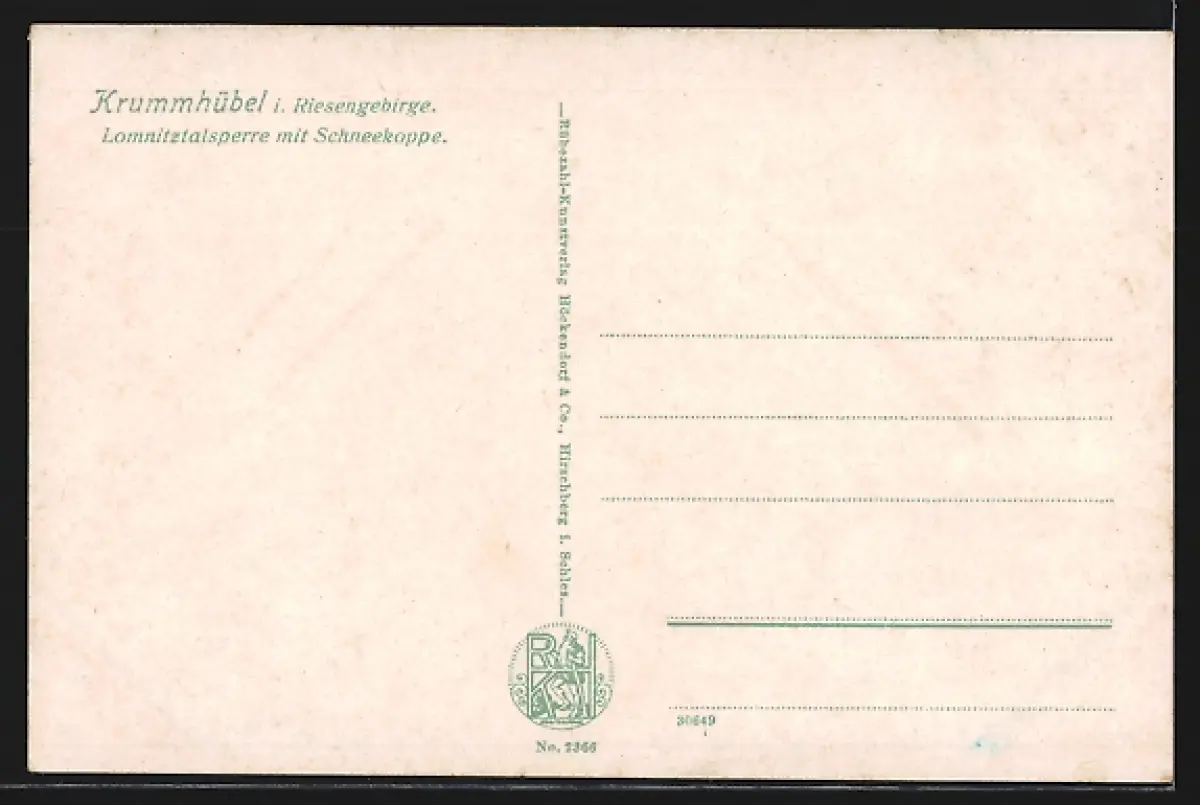 Krummhübel i. Riesengebirge.
Lomnitztalsperre mit Schneekoppe.
Rübezahl-Kunstverlag Höckendorf & Co., Hirschberg i. Schles.
R
K
No. 2366
30649